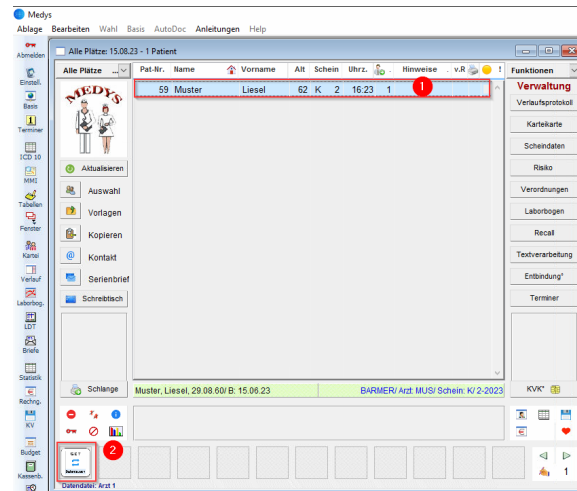 Medys
Ablage Bearbeiten Wahl Basis AutoDoc Anleitungen Help
Abmelden
Einstell.
Basis
1
Terminer
ICD 10
MMI
Tabellen
Fenster
Kartei
Verlauf
Laborbog.
LDT
Briefe
Statistik
Rechng.
KV
Budget
Kassenb.
Alle Plätze: 15.08.23 - 1 Patient
Alle Plätze ...
Pat-Nr. Name Vorname Alt Schein Uhrz. . Hinweise . v.R !
59 Muster Liesel 62 K 2 16:23 1
1
MEDYS
Aktualisieren
Auswahl
Vorlagen
Kopieren
@ Kontakt
Serienbrief
Schreibtisch
Schlange
Muster, Liesel, 29.08.60/ B: 15.06.23 BARMER/ Arzt: MUS/ Schein: K/ 2-2023
Funktionen
Verwaltung
Verlaufsprotokoll
Karteikarte
Scheindaten
Risiko
Verordnungen
Laborbogen
Recall
Textverarbeitung
Entbindung*
Terminer
KVK*
GDT
2
1
Datendatei: Arzt 1